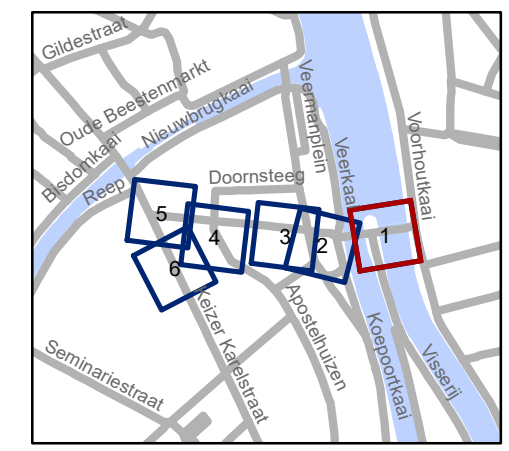 Gildestraat
Oude Beestenmarkt
Nieuwbrugkaai
Bisdomkaai
Reep
Veermanplein
Voorhoutkaai
Veerkaai
Doornsteeg
5
4
3
2
1
6
Keizer Karelstraat
Apostelhuizen
Koepoortkaai
Visserij
Seminariestraat